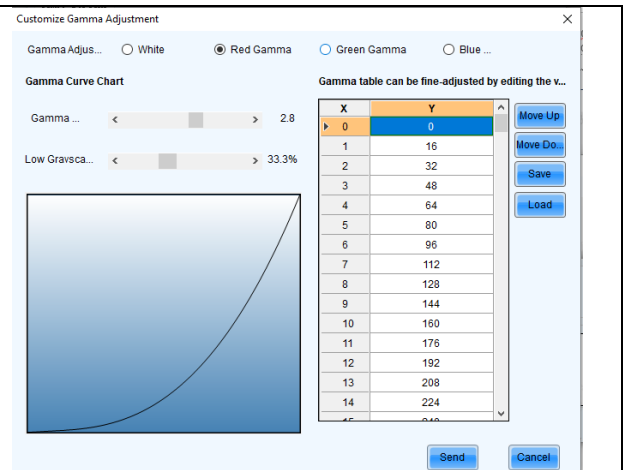 Customize Gamma Adjustment
Gamma Adjus... White Red Gamma Green Gamma Blue ...
Gamma Curve Chart
Gamma table can be fine-adjusted by editing the v...
Gamma ... 2.8
Low Graysca... 33.3%
X Y
0 0
1 16
2 32
3 48
4 64
5 80
6 96
7 112
8 128
9 144
10 160
11 176
12 192
13 208
14 224
15 240
Move Up
Move Do...
Save
Load
Send Cancel